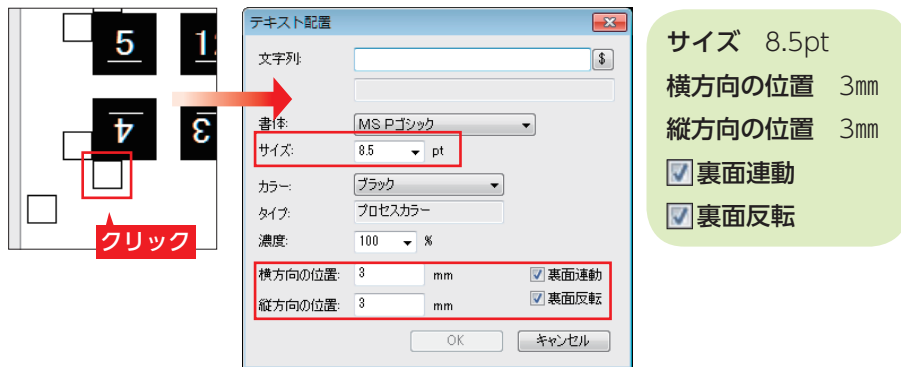 5
1
4
3
クリック
テキスト配置
文字列:
$
書体:
MS Pゴシック
サイズ:
8.5
pt
カラー:
ブラック
タイプ:
プロセスカラー
濃度:
100
%
横方向の位置:
3
mm
裏面連動
縦方向の位置:
3
mm
裏面反転
OK
キャンセル
サイズ 8.5pt
横方向の位置 3㎜
縦方向の位置 3㎜
裏面連動
裏面反転